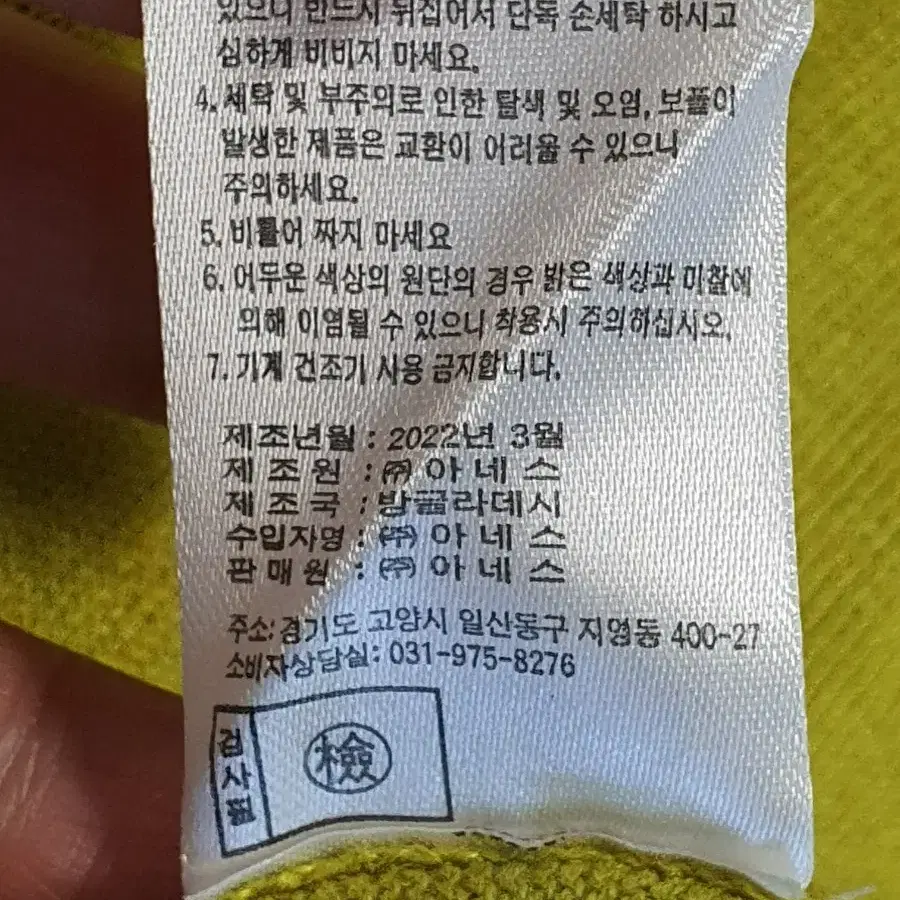 있으니 반드시 뒤집어서 단독 손세탁 하시고
심하게 비비지 마세요.
4. 세탁 및 부주의로 인한 탈색 및 오염, 보풀이
발생한 제품은 교환이 어려울 수 있으니
주의하세요.
5. 비틀어 짜지 마세요
6. 어두운 색상의 원단의 경우 밝은 색상과 마찰에
의해 이염될 수 있으니 착용시 주의하십시오.
7. 기계 건조기 사용 금지합니다.
제조년월 : 2022년 3월
제 조 원 : ㈜ 아 네 스
제 조 국 : 방글라데시
수입자명 : ㈜ 아 네 스
판 매 원 : ㈜ 아 네 스
주소: 경기도 고양시 일산동구 지영동 400-27
소비자상담실: 031-975-8276
검사필
檢